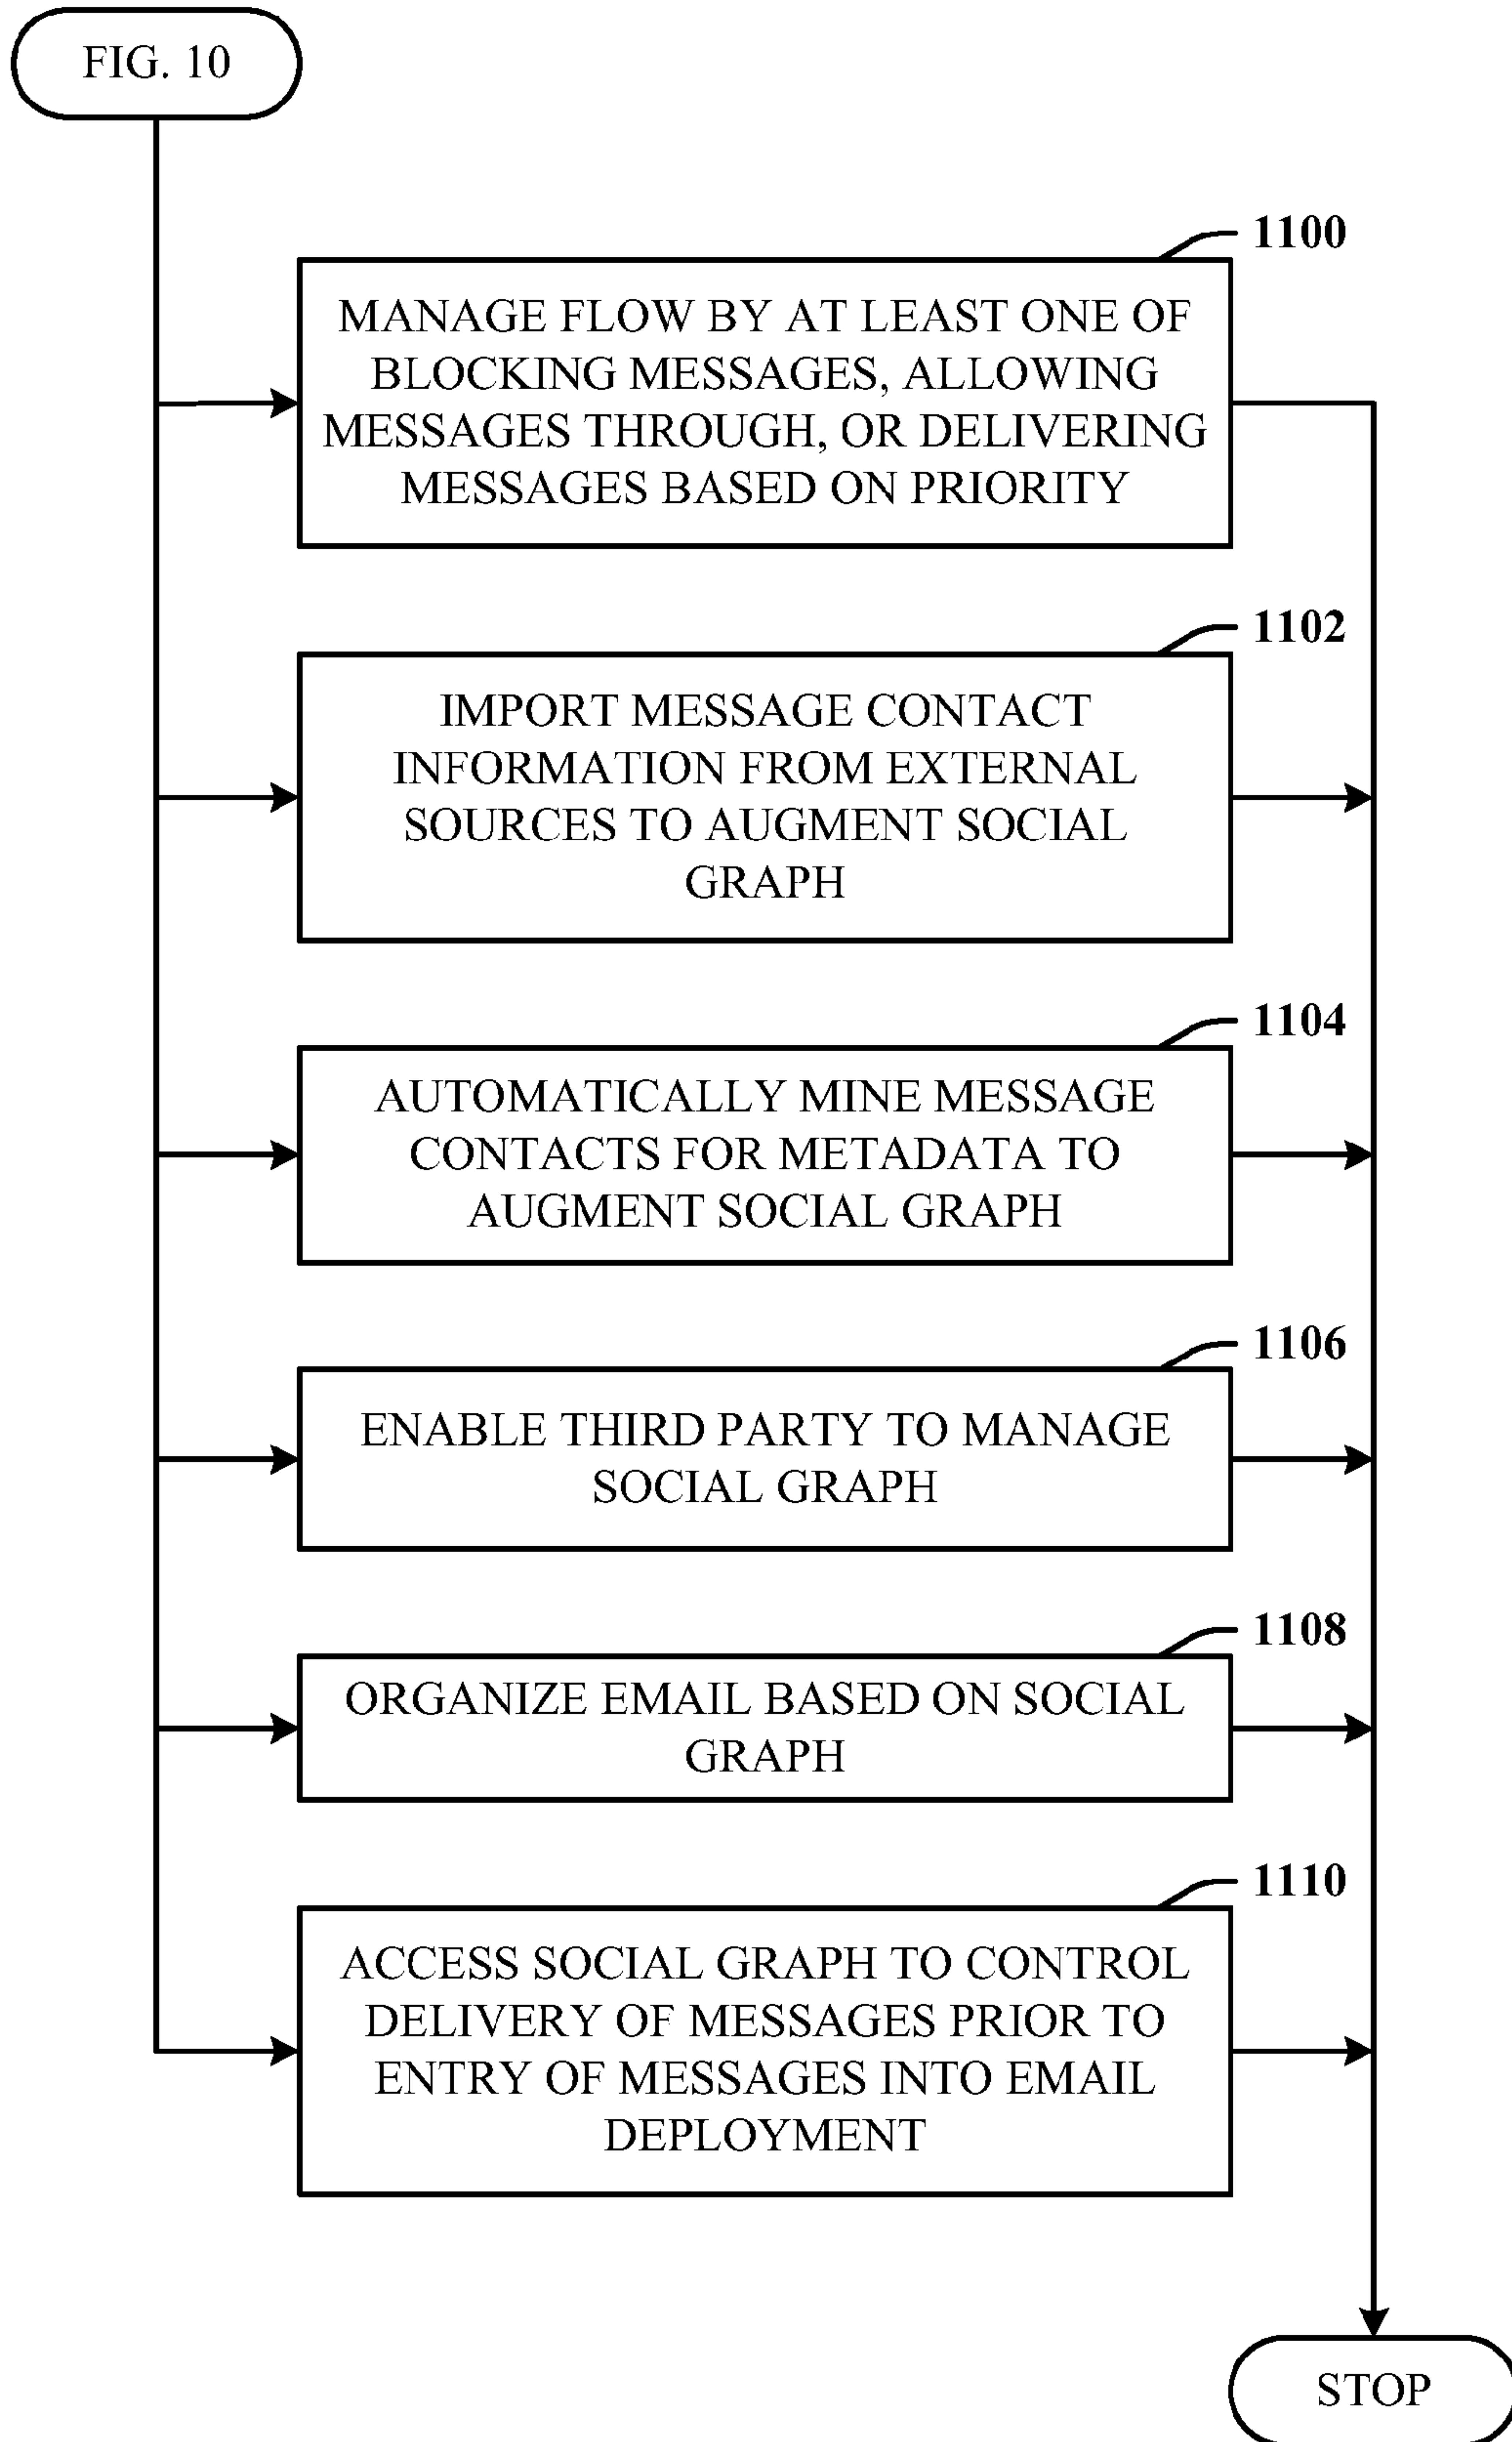 FIG. 10
1100
MANAGE FLOW BY AT LEAST ONE OF
BLOCKING MESSAGES, ALLOWING
MESSAGES THROUGH, OR DELIVERING
MESSAGES BASED ON PRIORITY
1102
IMPORT MESSAGE CONTACT
INFORMATION FROM EXTERNAL
SOURCES TO AUGMENT SOCIAL
GRAPH
1104
AUTOMATICALLY MINE MESSAGE
CONTACTS FOR METADATA TO
AUGMENT SOCIAL GRAPH
1106
ENABLE THIRD PARTY TO MANAGE
SOCIAL GRAPH
1108
ORGANIZE EMAIL BASED ON SOCIAL
GRAPH
1110
ACCESS SOCIAL GRAPH TO CONTROL
DELIVERY OF MESSAGES PRIOR TO
ENTRY OF MESSAGES INTO EMAIL
DEPLOYMENT
STOP